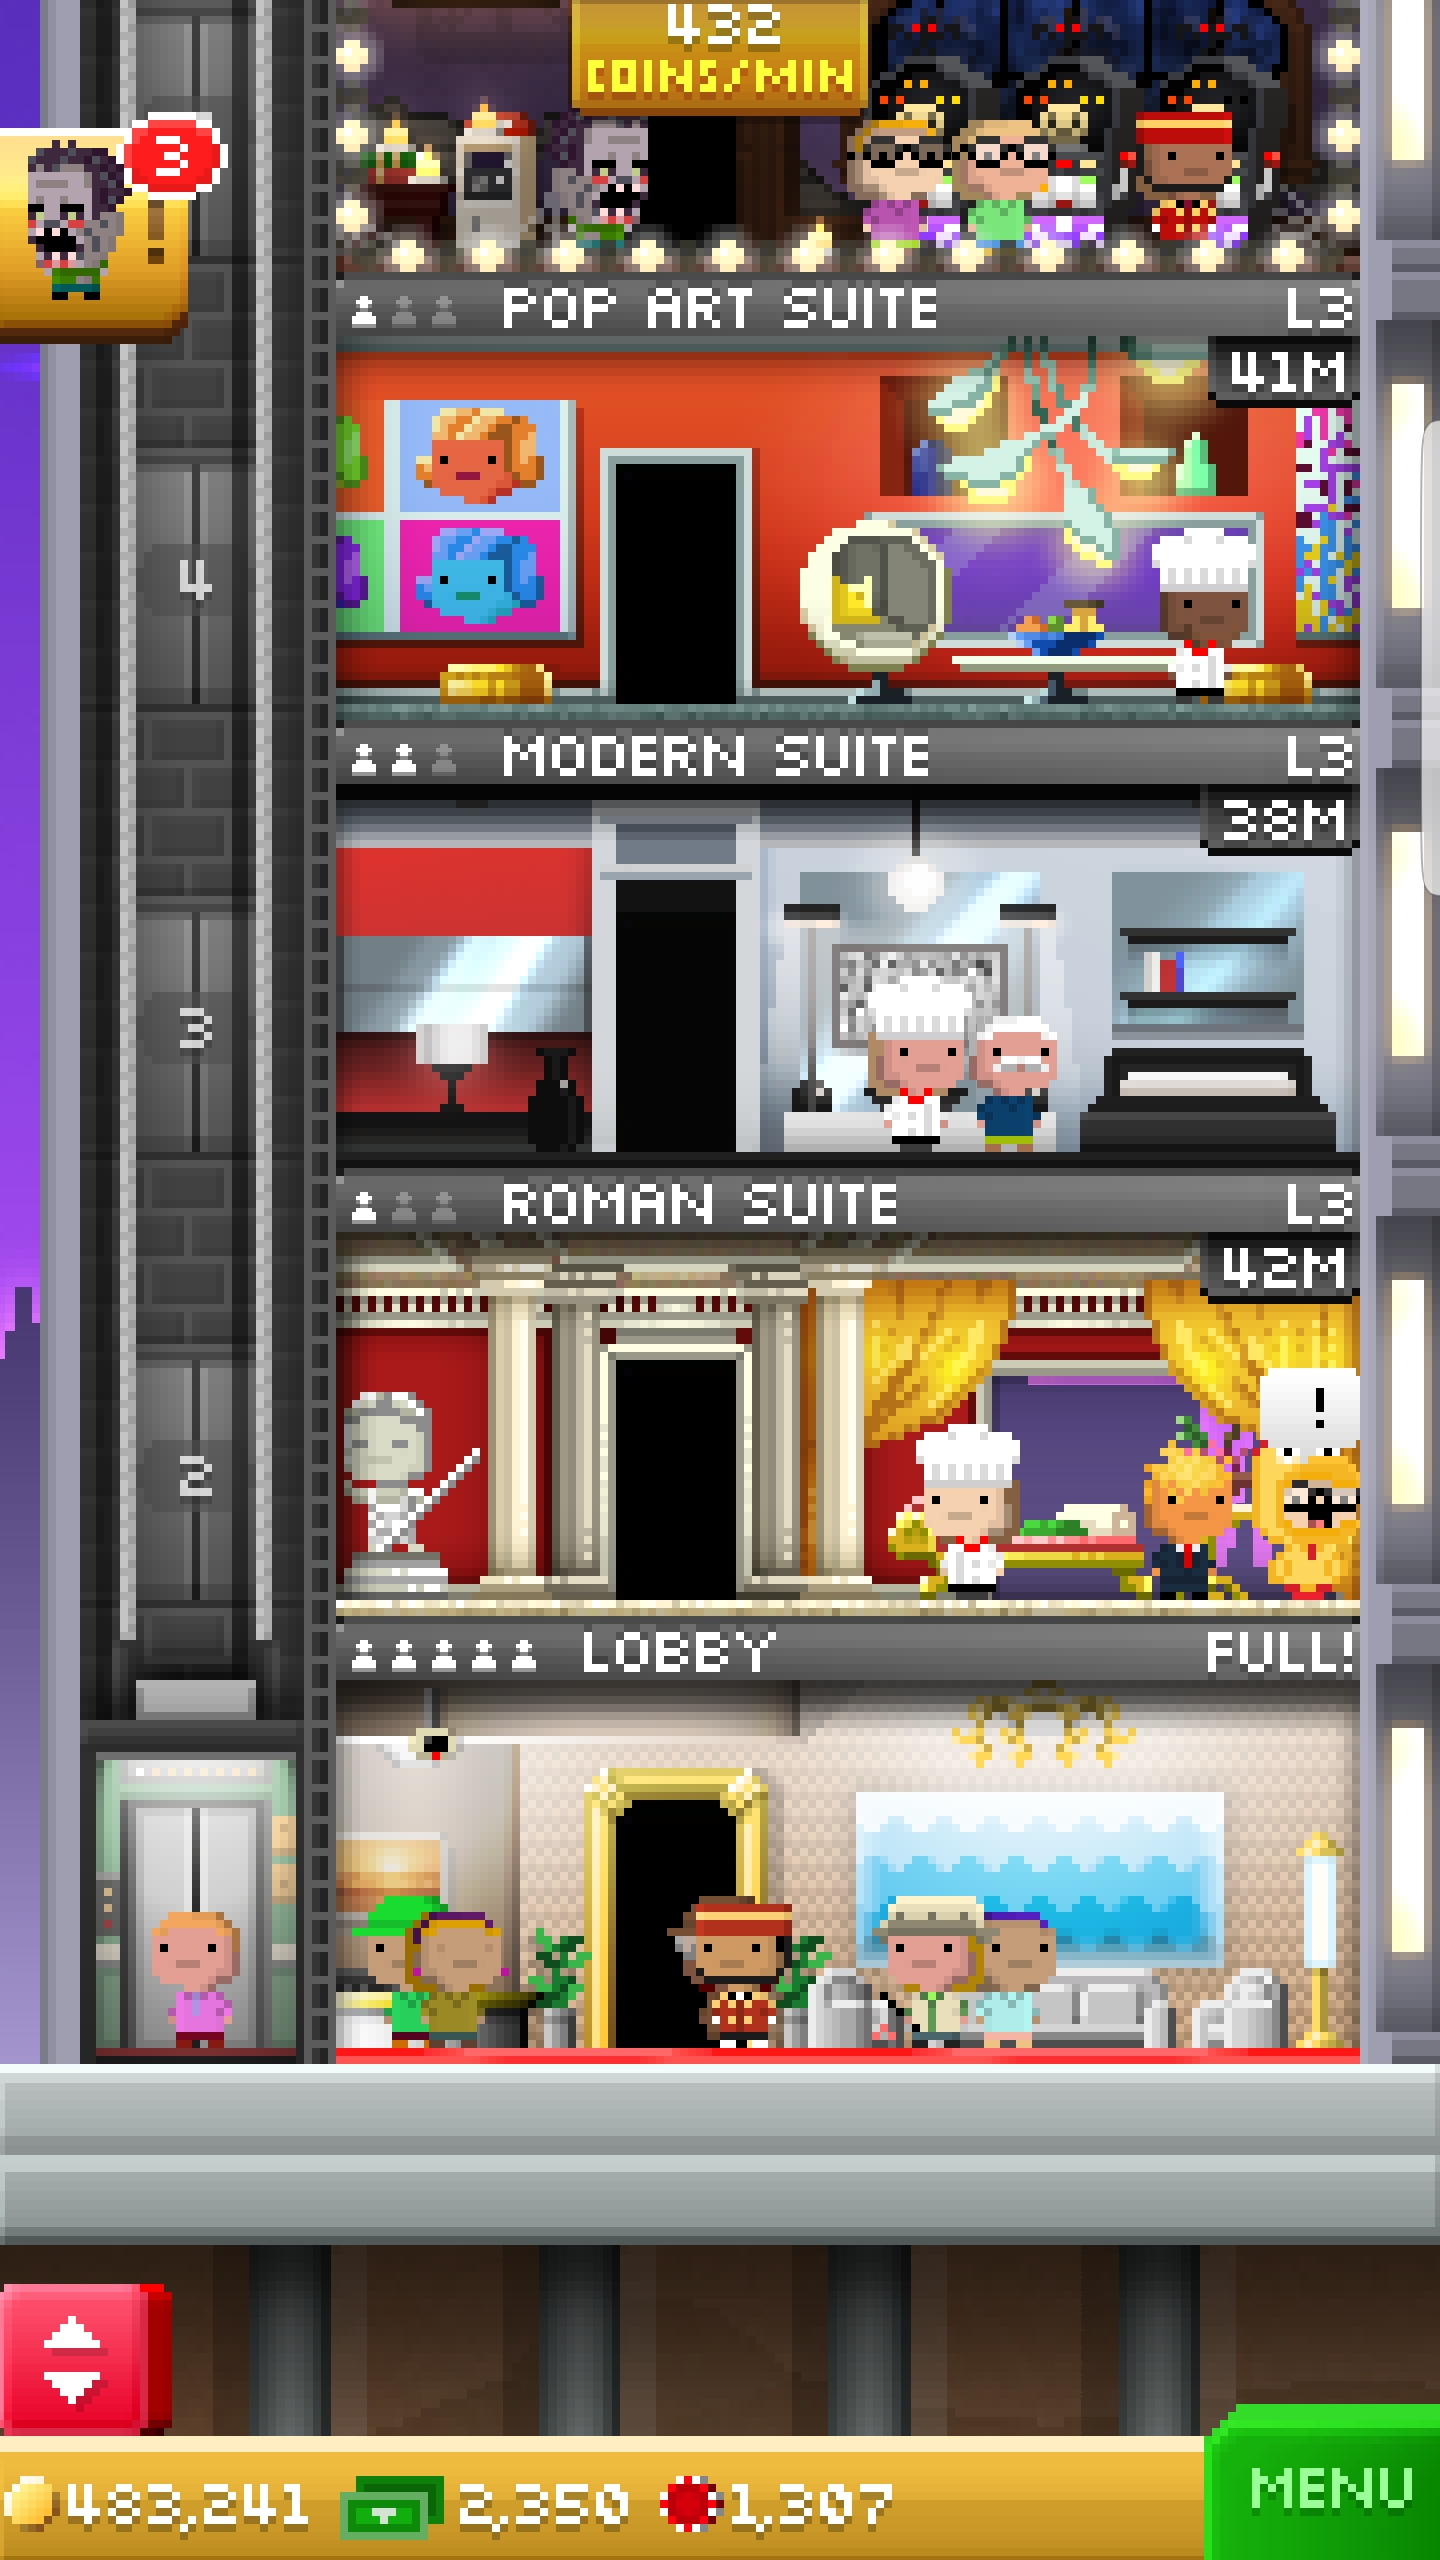 432
COINS/MIN
3
!
POP ART SUITE L3
41M
4
MODERN SUITE L3
38M
3
ROMAN SUITE L3
42M
!
2
LOBBY FULL!
483,241 2,350 1,307
MENU